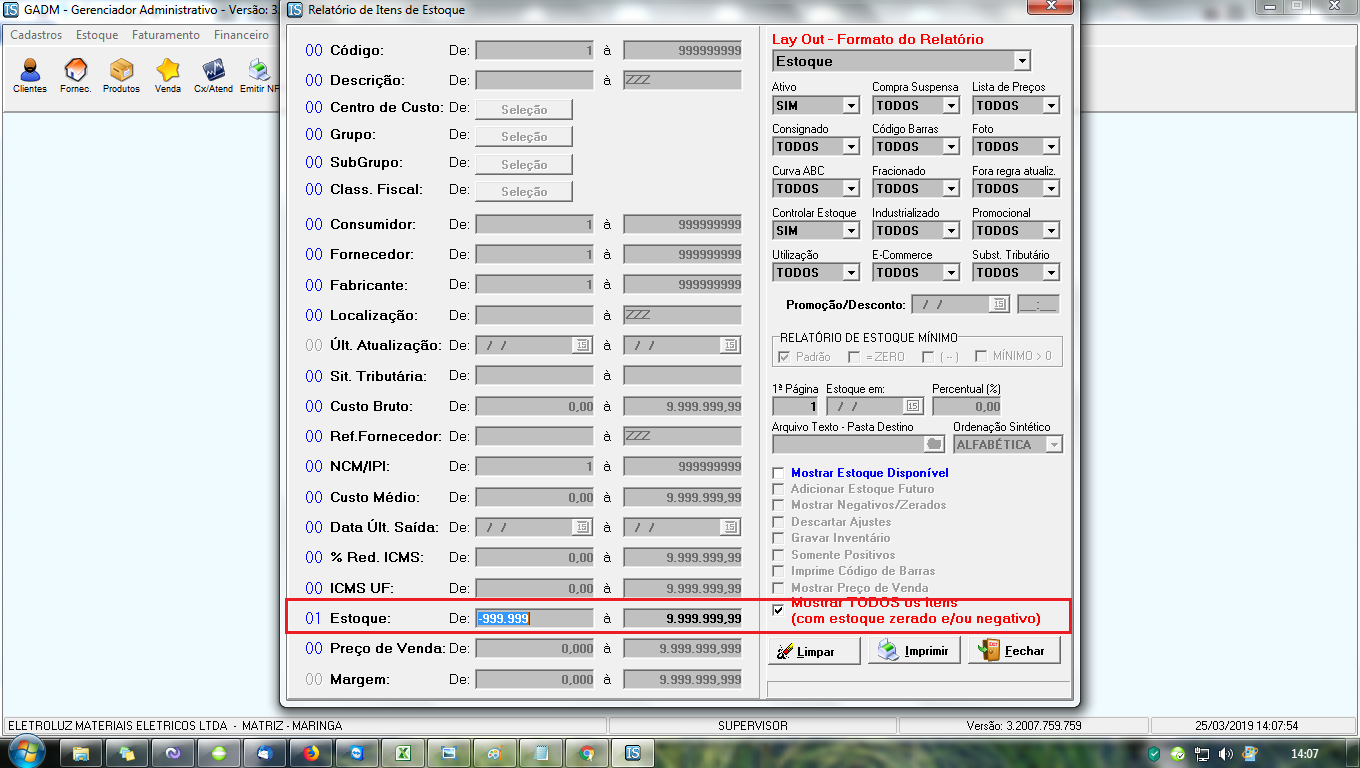 GADM - Gerenciador Administrativo - Versão: 3.
Relatório de Itens de Estoque
Cadastros Estoque Faturamento Financeiro
Clientes Fornec. Produtos Venda Cx/Atend Emitir NF
00 Código: De: 1 à 999999999
00 Descrição: De: à ZZZ
00 Centro de Custo: De: Seleção
00 Grupo: De: Seleção
00 SubGrupo: De: Seleção
00 Class. Fiscal: De: Seleção
00 Consumidor: De: 1 à 999999999
00 Fornecedor: De: 1 à 999999999
00 Fabricante: De: 1 à 999999999
00 Localização: De: à ZZZ
00 Últ. Atualização: De: / / 15 à / / 15
00 Sit. Tributária: De: à
00 Custo Bruto: De: 0,00 à 9.999.999,99
00 Ref.Fornecedor: De: à ZZZ
00 NCM/IPI: De: 1 à 999999999
00 Custo Médio: De: 0,00 à 9.999.999,99
00 Data Últ. Saída: De: / / 15 à / / 15
00 % Red. ICMS: De: 0,00 à 9.999.999,99
00 ICMS UF: De: 0,00 à 9.999.999,99
01 Estoque: De: -999.999 à 9.999.999,99
00 Preço de Venda: De: 0,000 à 9.999.999,999
00 Margem: De: 0,000 à 9.999.999,999
Lay Out - Formato do Relatório
Estoque
Ativo Compra Suspensa Lista de Preços
SIM TODOS TODOS
Consignado Código Barras Foto
TODOS TODOS TODOS
Curva ABC Fracionado Fora regra atualiz.
TODOS TODOS TODOS
Controlar Estoque Industrializado Promocional
SIM TODOS TODOS
Utilização E-Commerce Subst. Tributário
TODOS TODOS TODOS
Promoção/Desconto: / / 15 __:__
RELATÓRIO DE ESTOQUE MÍNIMO
Padrão = ZERO ( -- ) MÍNIMO > 0
1ª Página Estoque em: Percentual (%)
1 / / 15 0,00
Arquivo Texto - Pasta Destino Ordenação Sintético
ALFABÉTICA
Mostrar Estoque Disponível
Adicionar Estoque Futuro
Mostrar Negativos/Zerados
Descartar Ajustes
Gravar Inventário
Somente Positivos
Imprime Código de Barras
Mostrar Preço de Venda
Mostrar TODOS os itens
(com estoque zerado e/ou negativo)
Limpar Imprimir Fechar
ELETROLUZ MATERIAIS ELETRICOS LTDA - MATRIZ - MARINGA SUPERVISOR Versão: 3.2007.759.759 25/03/2019 14:07:54
14:07